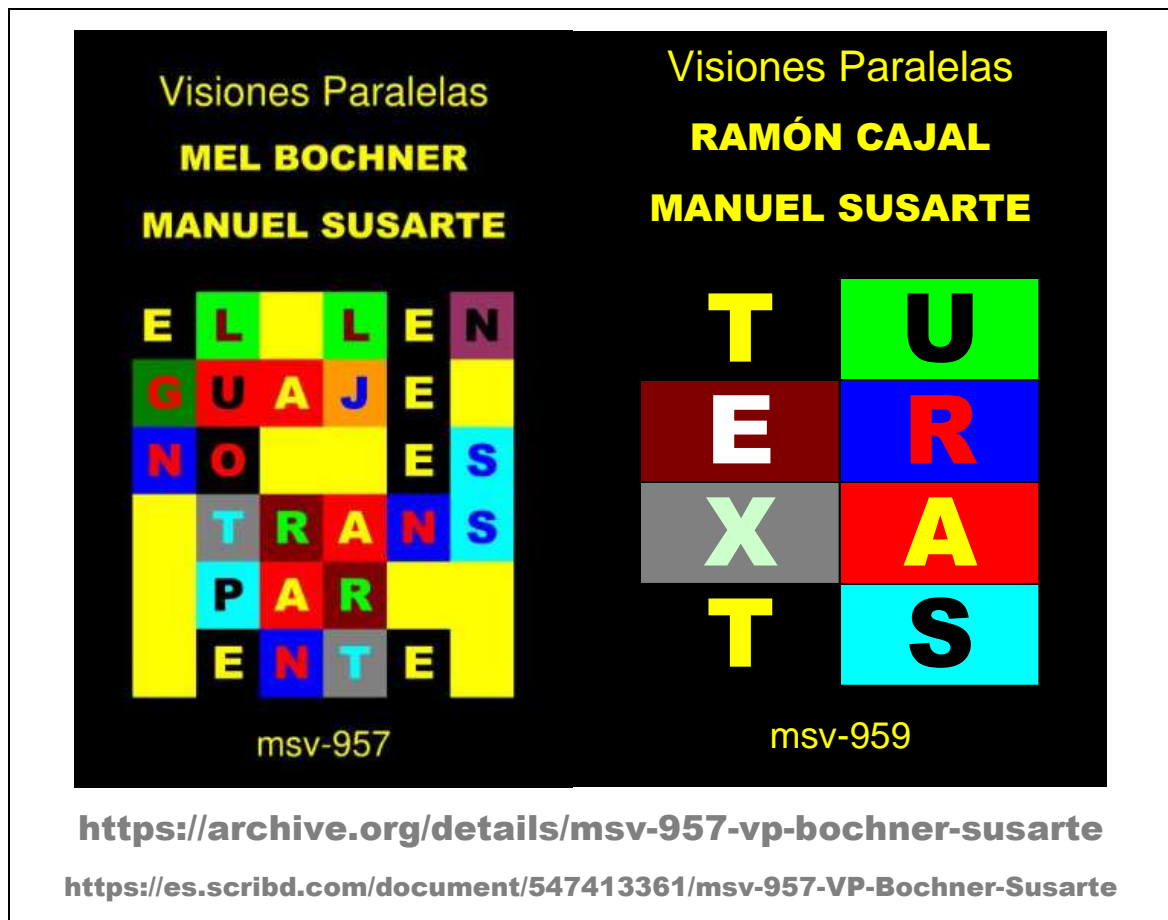 Visiones Paralelas
MEL BOCHNER
MANUEL SUSARTE
E L L E N
G U A J E
N O E S
T R A N S
P A R
E N T E
msv-957
Visiones Paralelas
RAMÓN CAJAL
MANUEL SUSARTE
T U
E R
X A
T S
msv-959
https://archive.org/details/msv-957-vp-bochner-susarte
https://es.scribd.com/document/547413361/msv-957-VP-Bochner-Susarte